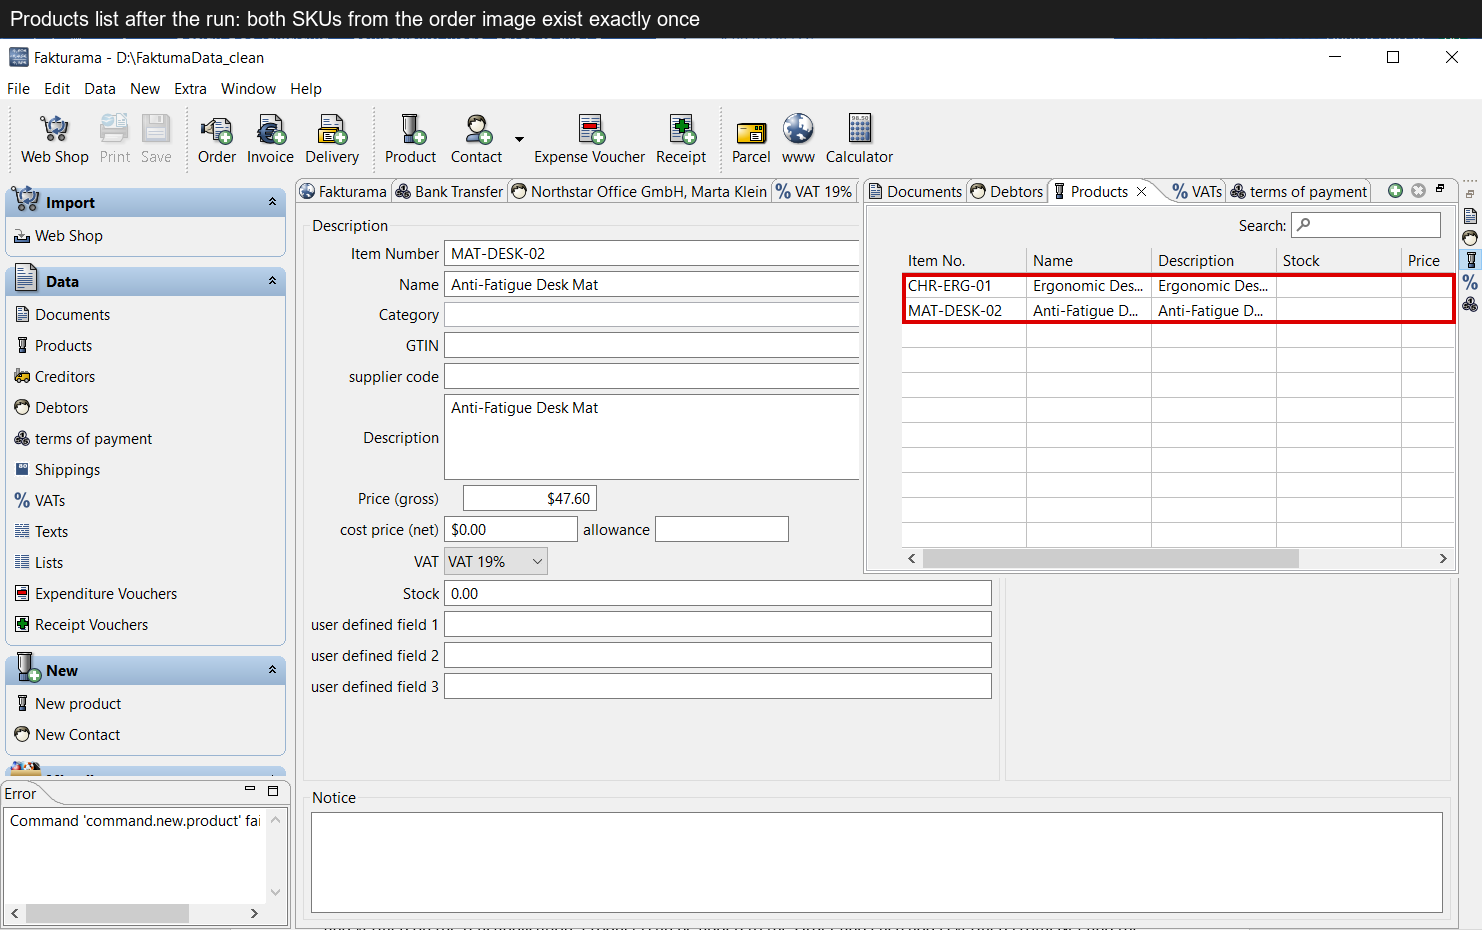 Products list after the run: both SKUs from the order image exist exactly once
Fakturama - D:\FaktumaData_clean
File Edit Data New Extra Window Help
Web Shop Print Save Order Invoice Delivery Product Contact Expense Voucher Receipt Parcel www Calculator
98.50
Import
Web Shop
Data
Documents
Products
Creditors
Debtors
terms of payment
Shippings
VATs
Texts
Lists
Expenditure Vouchers
Receipt Vouchers
New
New product
New Contact
Error
Command 'command.new.product' fai
Fakturama Bank Transfer Northstar Office GmbH, Marta Klein % VAT 19%
Description
Item Number MAT-DESK-02
Name Anti-Fatigue Desk Mat
Category
GTIN
supplier code
Description Anti-Fatigue Desk Mat
Price (gross) $47.60
cost price (net) $0.00 allowance
VAT VAT 19%
Stock 0.00
user defined field 1
user defined field 2
user defined field 3
Notice
Documents Debtors Products % VATs terms of payment
Search:
Item No. Name Description Stock Price
CHR-ERG-01 Ergonomic Des... Ergonomic Des...
MAT-DESK-02 Anti-Fatigue D... Anti-Fatigue D...